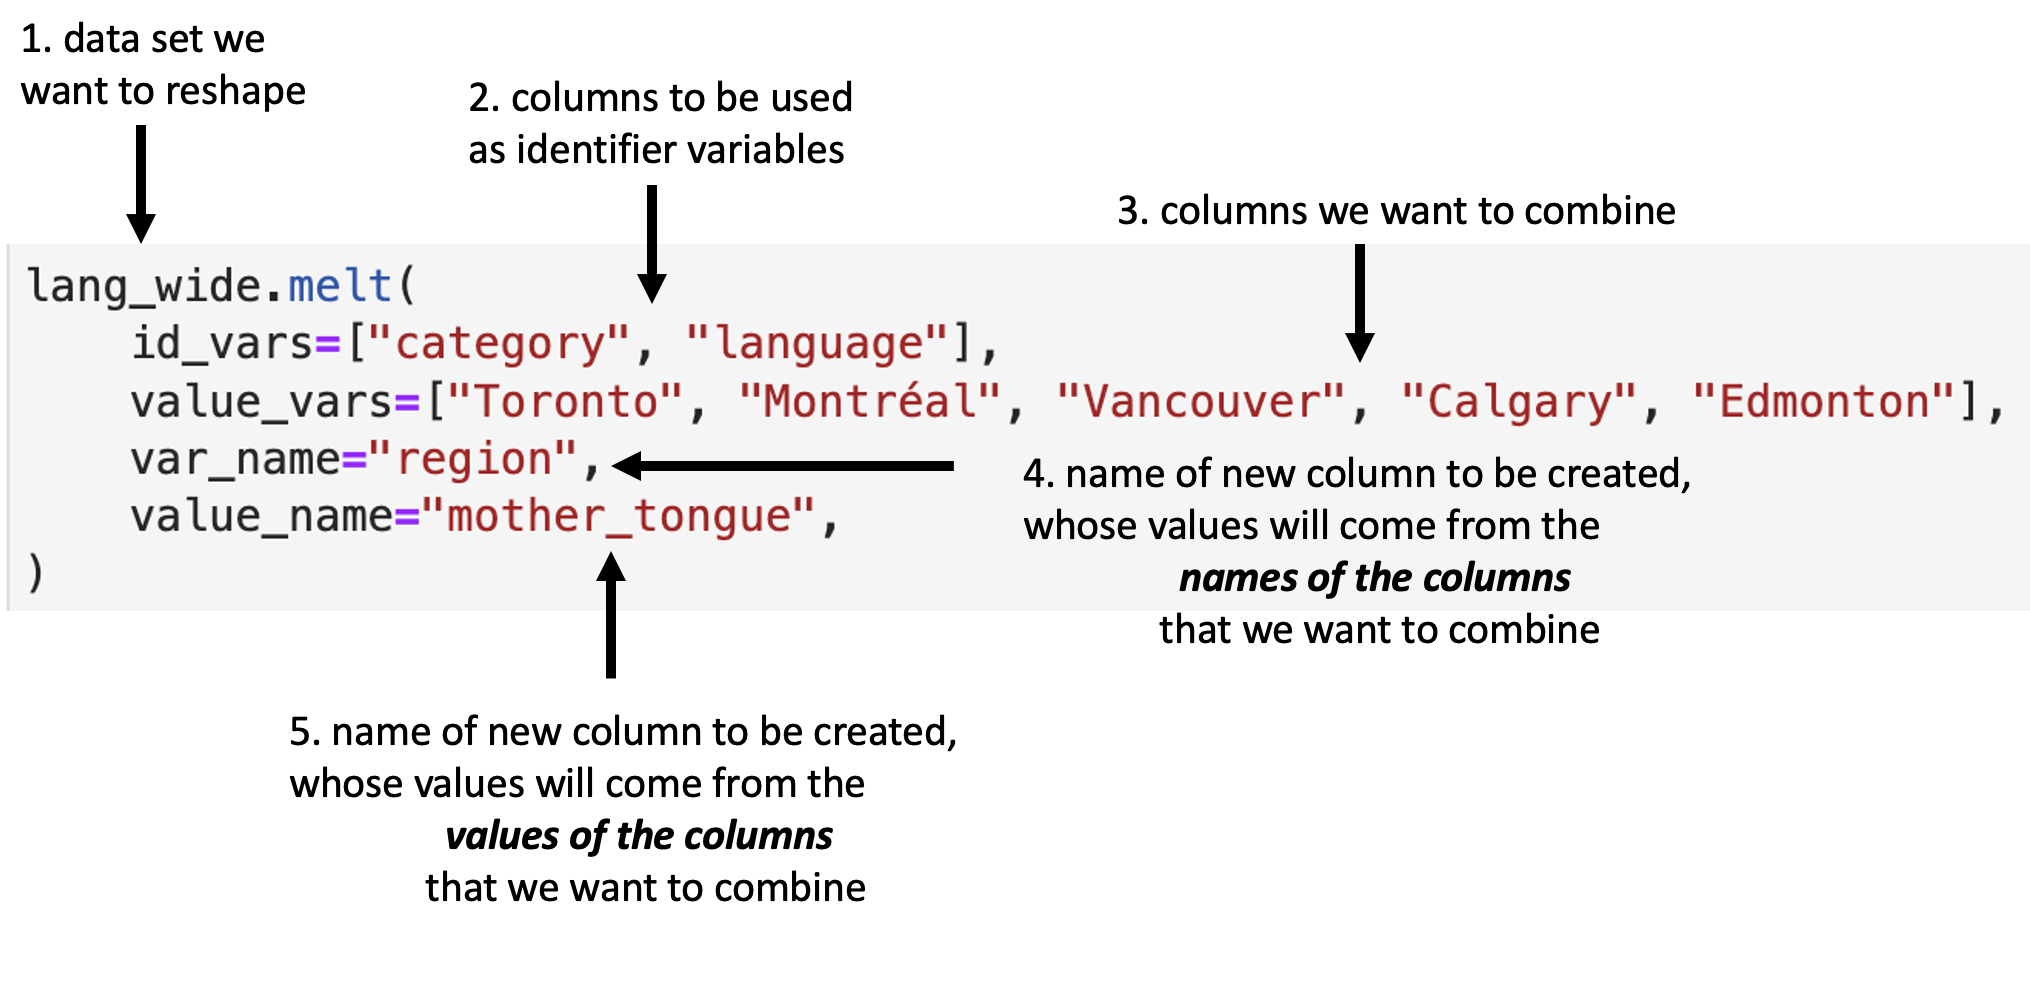 1. data set we
want to reshape
2. columns to be used
as identifier variables
3. columns we want to combine
lang_wide.melt(
    id_vars=["category", "language"],
    value_vars=["Toronto", "Montréal", "Vancouver", "Calgary", "Edmonton"],
    var_name="region",
    value_name="mother_tongue",
)
4. name of new column to be created,
whose values will come from the
names of the columns
that we want to combine
5. name of new column to be created,
whose values will come from the
values of the columns
that we want to combine